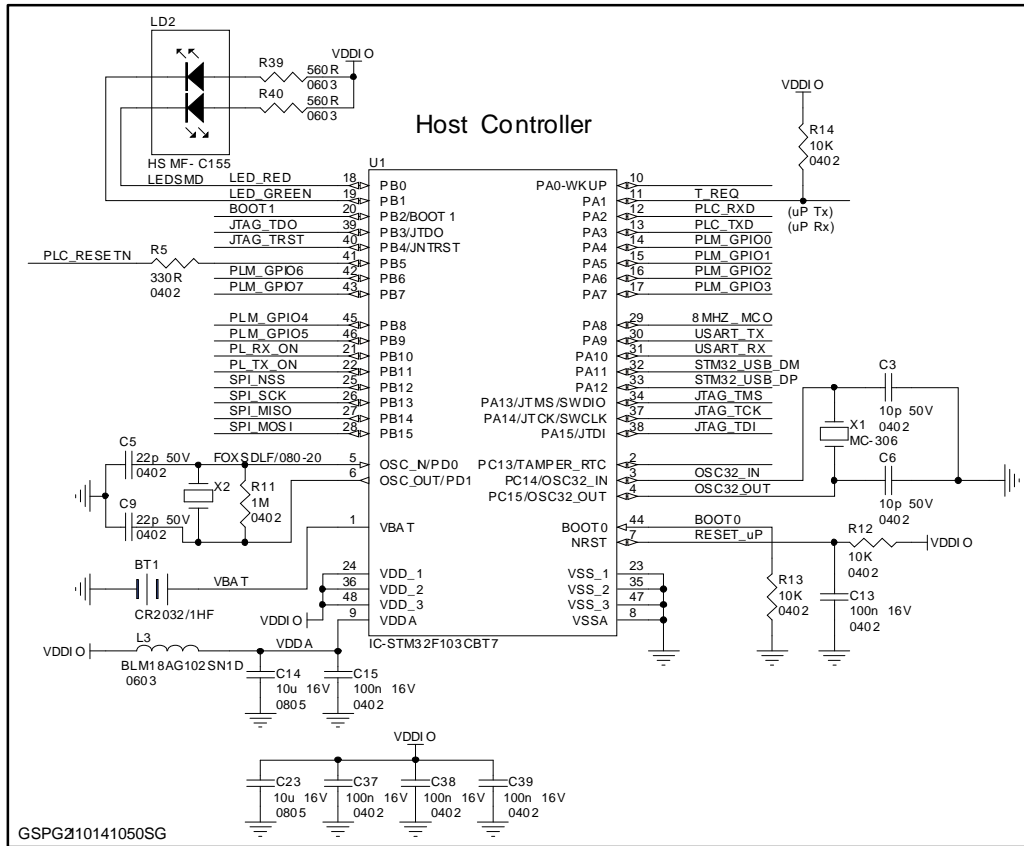 LD2
VDDIO
R39
560R
0603
R40
560R
0603
HSMF-C155
LEDSMD
Host Controller
VDDIO
R14
10K
0402
U1
LED_RED 18 PB0
LED_GREEN 19 PB1
BOOT1 20 PB2/BOOT1
JTAG_TDO 39 PB3/JTDO
JTAG_TRST 40 PB4/JNTRST
PLC_RESETN R5 41 PB5
330R
0402
PLM_GPIO6 42 PB6
PLM_GPIO7 43 PB7
PLM_GPIO4 45 PB8
PLM_GPIO5 46 PB9
PL_RX_ON 21 PB10
PL_TX_ON 22 PB11
SPI_NSS 25 PB12
SPI_SCK 26 PB13
SPI_MISO 27 PB14
SPI_MOSI 28 PB15
FOXSDLF/080-20 5 OSC_N/PD0
6 OSC_OUT/PD1
1 VBAT
24 VDD_1
36 VDD_2
48 VDD_3
9 VDDA
PA0-WKUP 10
PA1 11 T_REQ
PA2 12 PLC_RXD (uP Tx)
PA3 13 PLC_TXD (uP Rx)
PA4 14 PLM_GPIO0
PA5 15 PLM_GPIO1
PA6 16 PLM_GPIO2
PA7 17 PLM_GPIO3
PA8 29 8MHZ_MCO
PA9 30 USART_TX
PA10 31 USART_RX
PA11 32 STM32_USB_DM
PA12 33 STM32_USB_DP
PA13/JTMS/SWDIO 34 JTAG_TMS
PA14/JTCK/SWCLK 37 JTAG_TCK
PA15/JTDI 38 JTAG_TDI
PC13/TAMPER_RTC 2
PC14/OSC32_IN 3 OSC32_IN
PC15/OSC32_OUT 4 OSC32_OUT
BOOT0 44 BOOT0
NRST 7 RESET_uP
VSS_1 23
VSS_2 35
VSS_3 47
VSSA 8
IC-STM32F103CBT7
C3
10p 50V
0402
X1
MC-306
C6
10p 50V
0402
R12
10K
0402
VDDIO
R13
10K
0402
C13
100n 16V
0402
C5
22p 50V
0402
X2
R11
1M
0402
C9
22p 50V
0402
BT1
VBAT
CR2032/1HF
VDDIO
VDDIO
L3
BLM18AG102SN1D
0603
VDDA
C14
10u 16V
0805
C15
100n 16V
0402
VDDIO
C23
10u 16V
0805
C37
100n 16V
0402
C38
100n 16V
0402
C39
100n 16V
0402
GSPG2I10141050SG